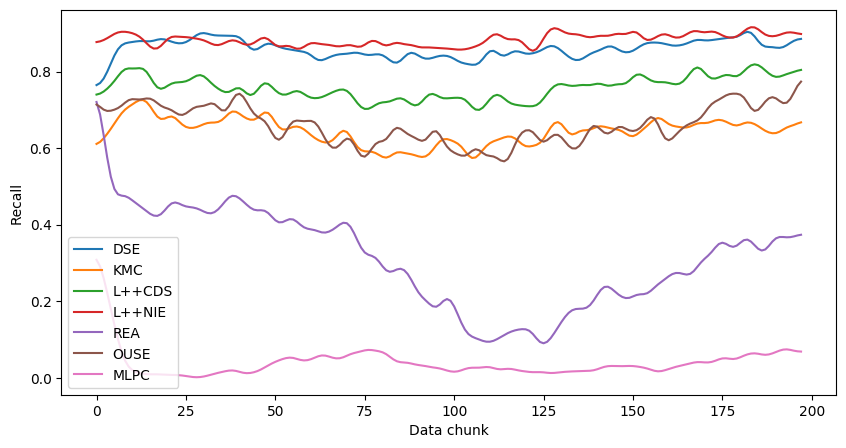 Recall
0.8
0.6
0.4
0.2
0.0
DSE
KMC
L++CDS
L++NIE
REA
OUSE
MLPC
0 25 50 75 100 125 150 175 200
Data chunk